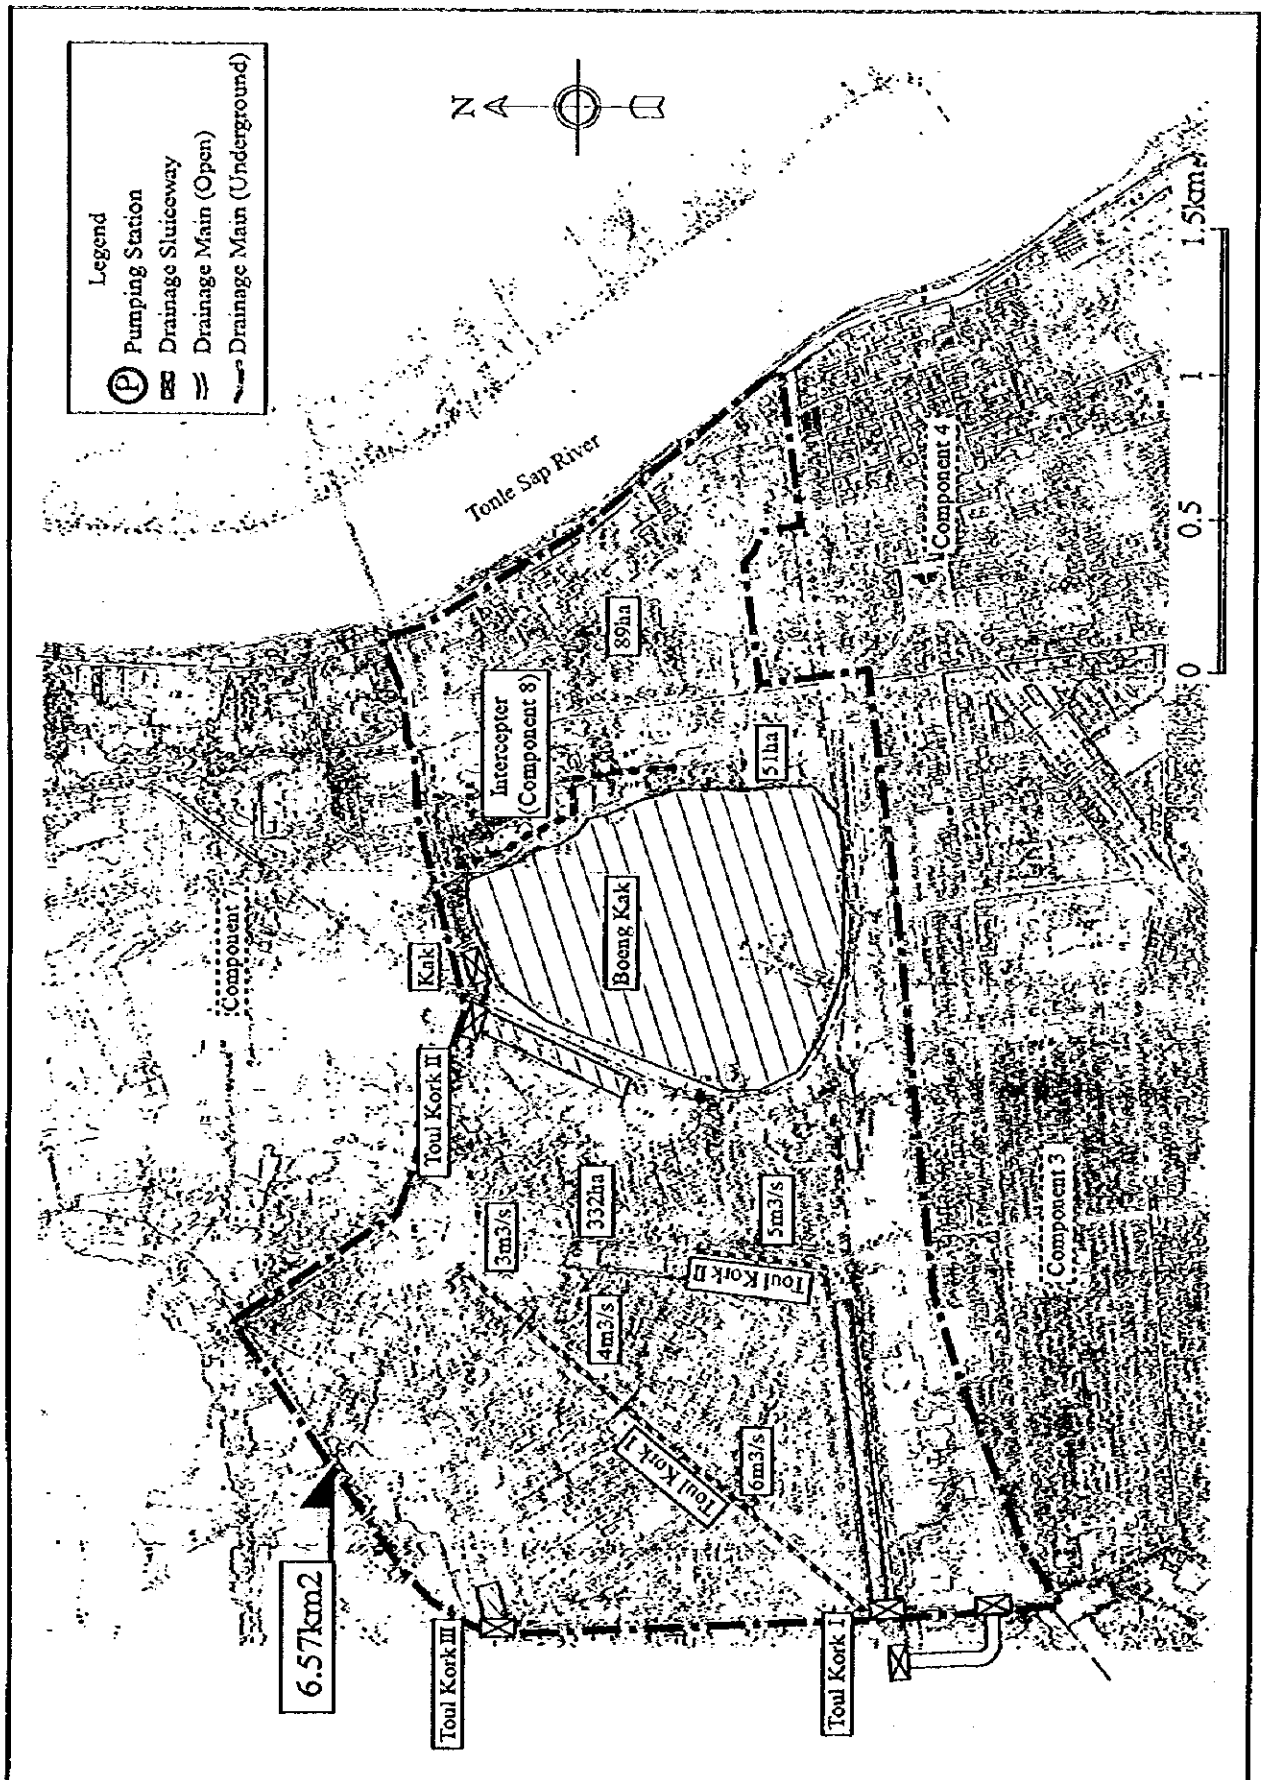 Legend
P Pumping Station
Drainage Sluiceway
Drainage Main (Open)
Drainage Main (Underground)
N
6.57km2
Component 7
Toul Kork III
Toul Kork II
Kak
Tonle Sap River
Intercepter
(Component 8)
3m3/s
332ha
4m3/s
Boeng Kak
89ha
Toul Kork I
Toul Kork II
6m3/s
5m3/s
51ha
Toul Kork I
Component 4
Component 3
0
0.5
1
1.5km